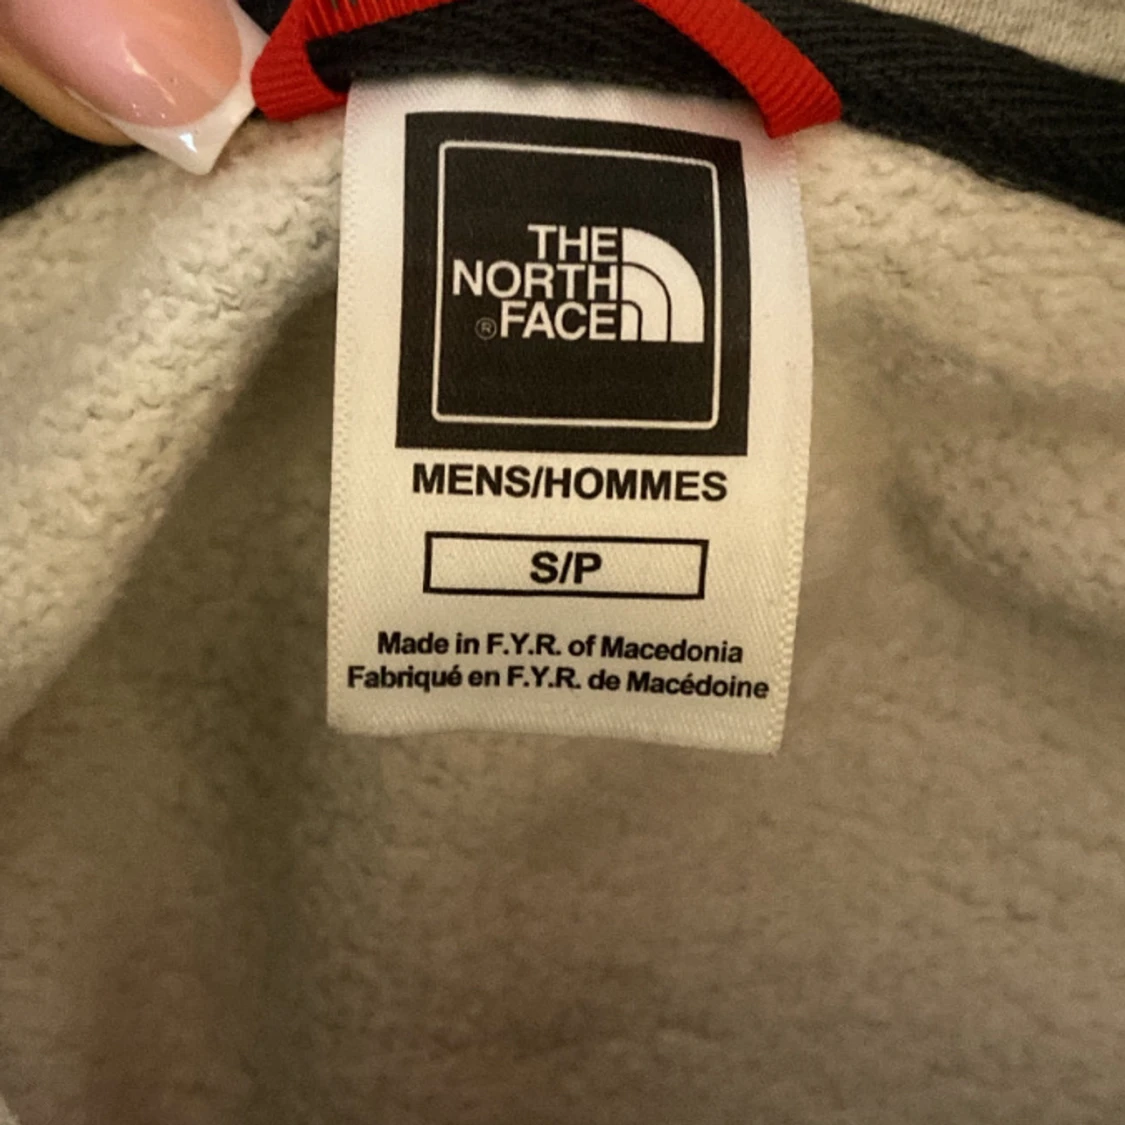 THE
NORTH
®FACE
MENS/HOMMES
S/P
Made in F.Y.R. of Macedonia
Fabriqué en F.Y.R. de Macédoine